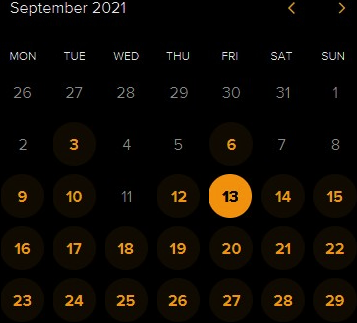 September 2021
MON TUE WED THU FRI SAT SUN
26 27 28 29 30 31 1
2 3 4 5 6 7 8
9 10 11 12 13 14 15
16 17 18 19 20 21 22
23 24 25 26 27 28 29